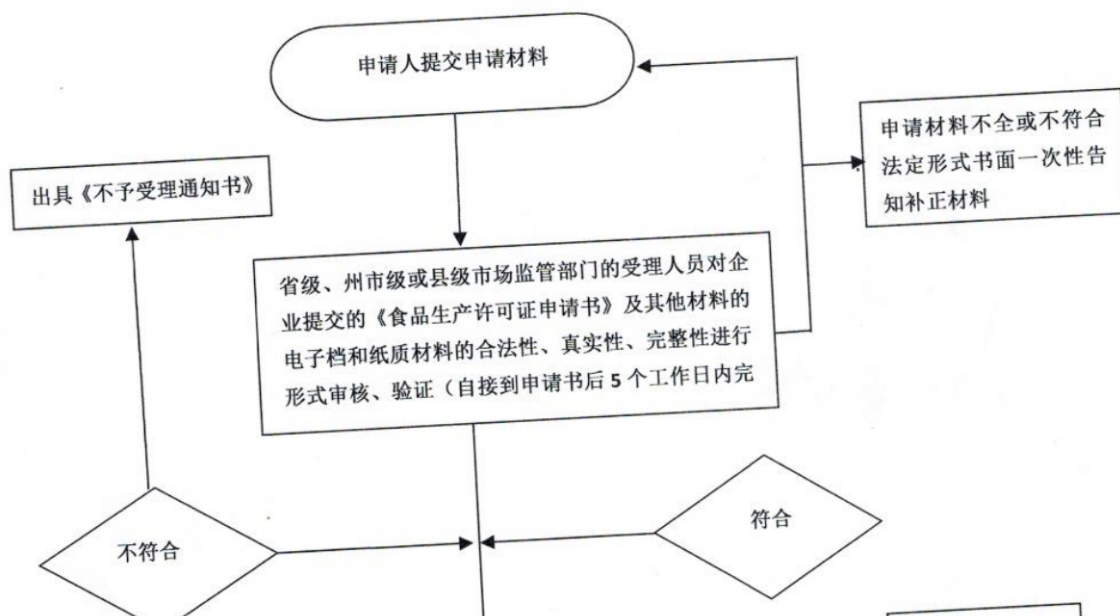 申请人提交申请材料
申请材料不全或不符合
法定形式书面一次性告
知补正材料
出具《不予受理通知书》
省级、州市级或县级市场监管部门的受理人员对企
业提交的《食品生产许可证申请书》及其他材料的
电子档和纸质材料的合法性、真实性、完整性进行
形式审核、验证（自接到申请书后 5 个工作日内完
不符合
符合